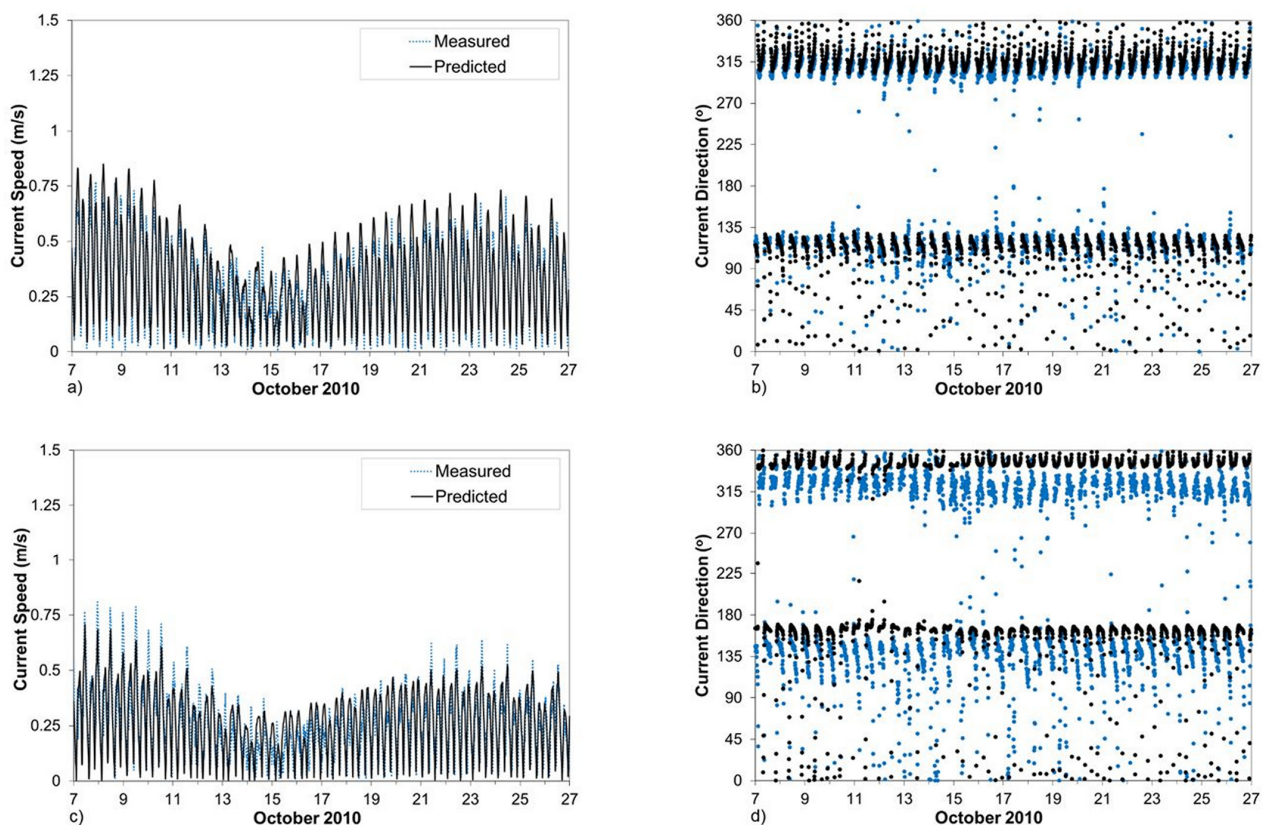 Current Speed (m/s)
1.5
1.25
1
0.75
0.5
0.25
0
Measured
Predicted
7 9 11 13 15 17 19 21 23 25 27
a) October 2010
Current Direction (°)
360
315
270
225
180
135
90
45
0
7 9 11 13 15 17 19 21 23 25 27
b) October 2010
Current Speed (m/s)
1.5
1.25
1
0.75
0.5
0.25
0
Measured
Predicted
7 9 11 13 15 17 19 21 23 25 27
c) October 2010
Current Direction (°)
360
315
270
225
180
135
90
45
0
7 9 11 13 15 17 19 21 23 25 27
d) October 2010